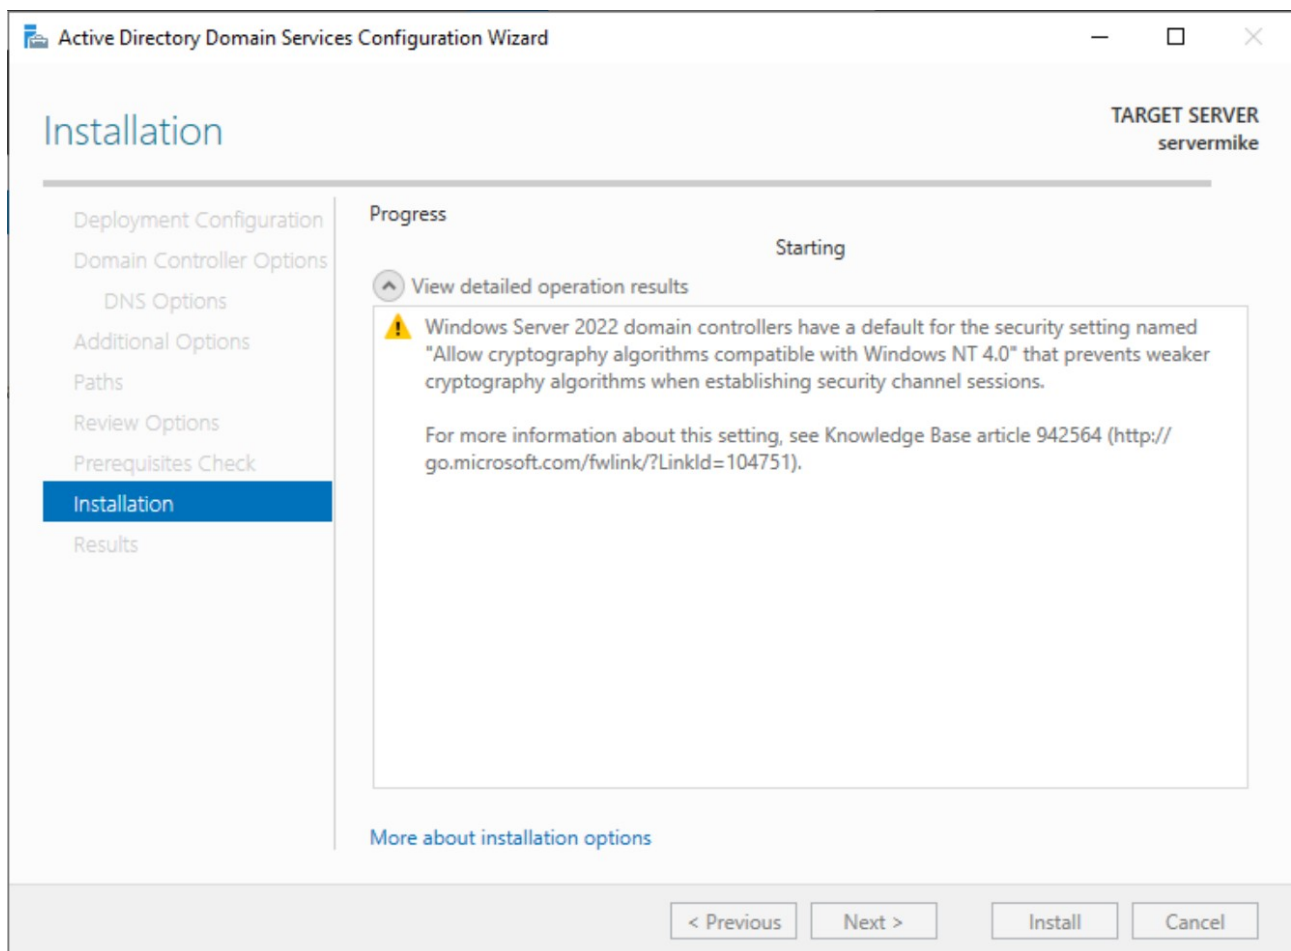 Active Directory Domain Services Configuration Wizard
Installation
TARGET SERVER
servermike
Deployment Configuration
Domain Controller Options
DNS Options
Additional Options
Paths
Review Options
Prerequisites Check
Installation
Results
Progress
Starting
View detailed operation results
Windows Server 2022 domain controllers have a default for the security setting named
"Allow cryptography algorithms compatible with Windows NT 4.0" that prevents weaker
cryptography algorithms when establishing security channel sessions.
For more information about this setting, see Knowledge Base article 942564 (http://
go.microsoft.com/fwlink/?LinkId=104751).
More about installation options
< Previous
Next >
Install
Cancel